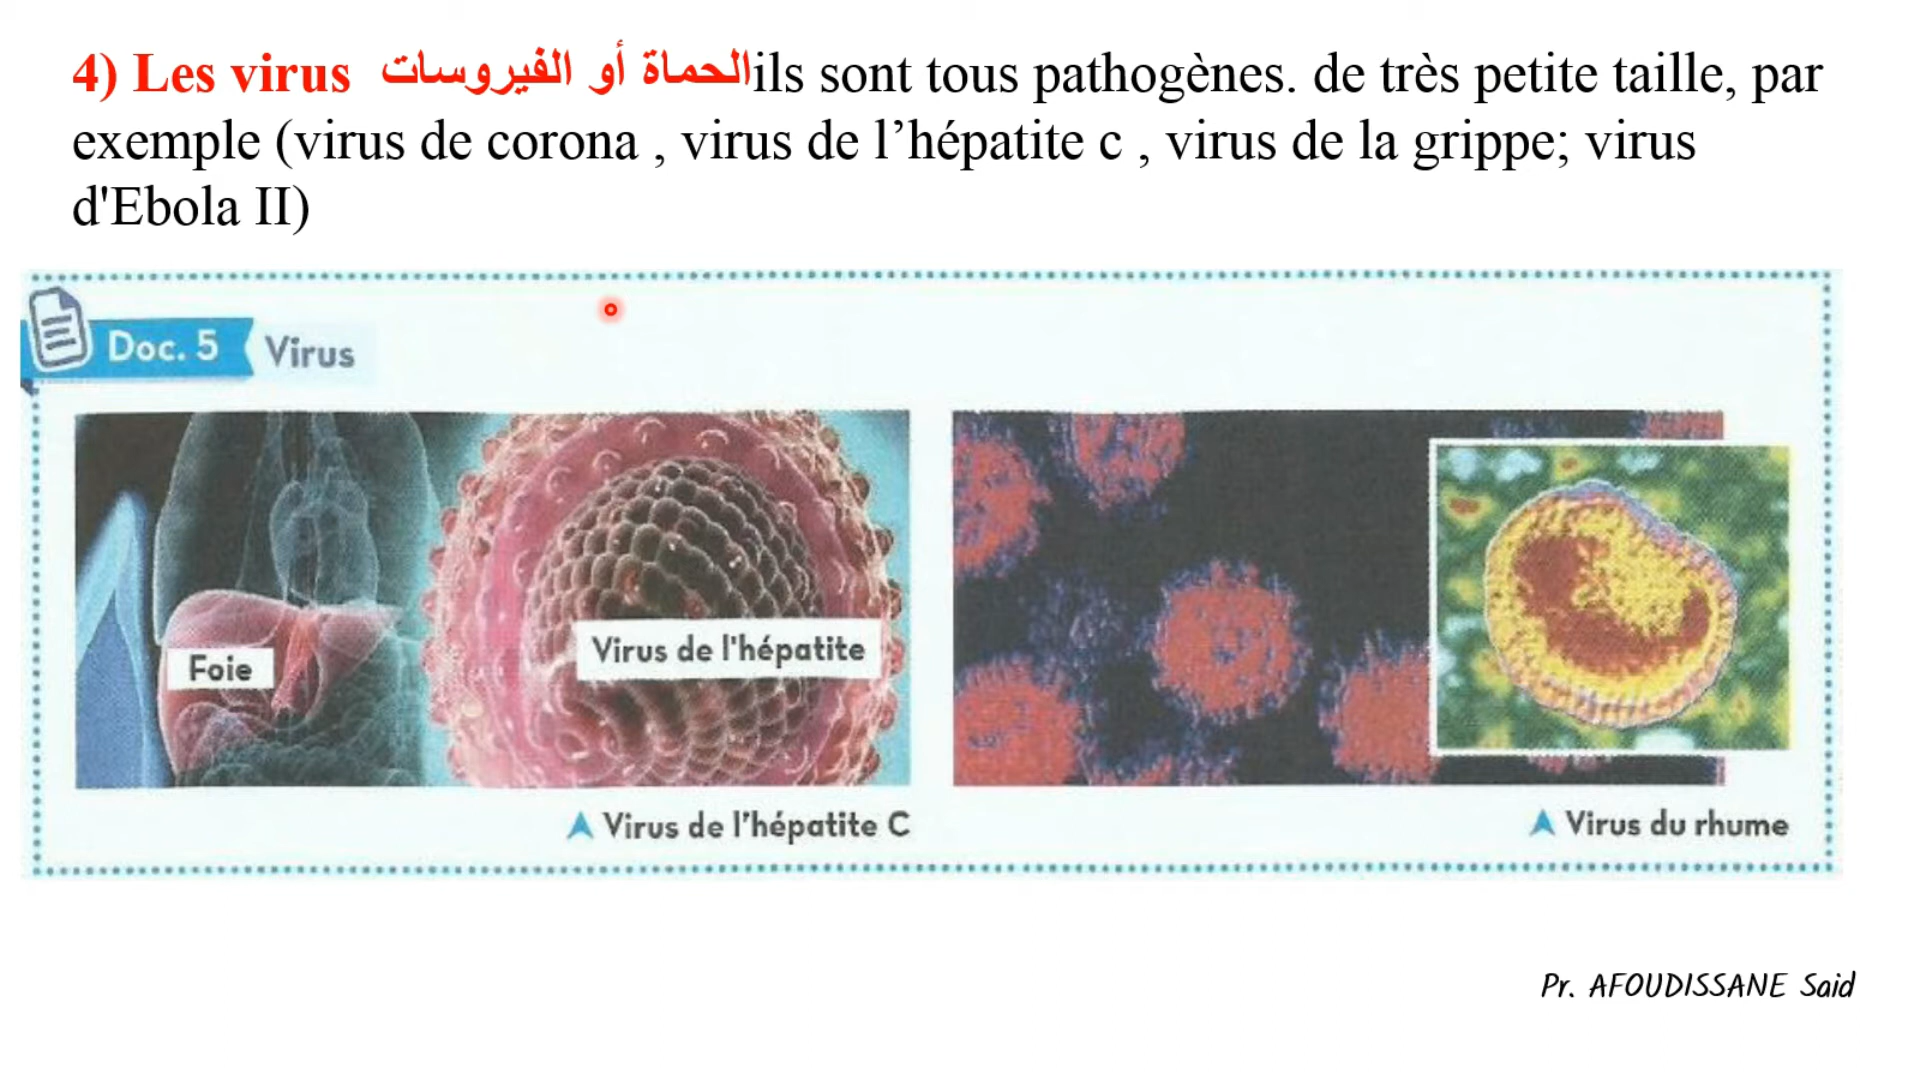 4) Les virus الحماة أو الفيروسات ils sont tous pathogènes. de très petite taille, par
exemple (virus de corona , virus de l’hépatite c , virus de la grippe; virus
d'Ebola II)
Doc. 5 Virus
Foie
Virus de l'hépatite
Virus de l'hépatite C
Virus du rhume
Pr. AFOUDISSANE Said